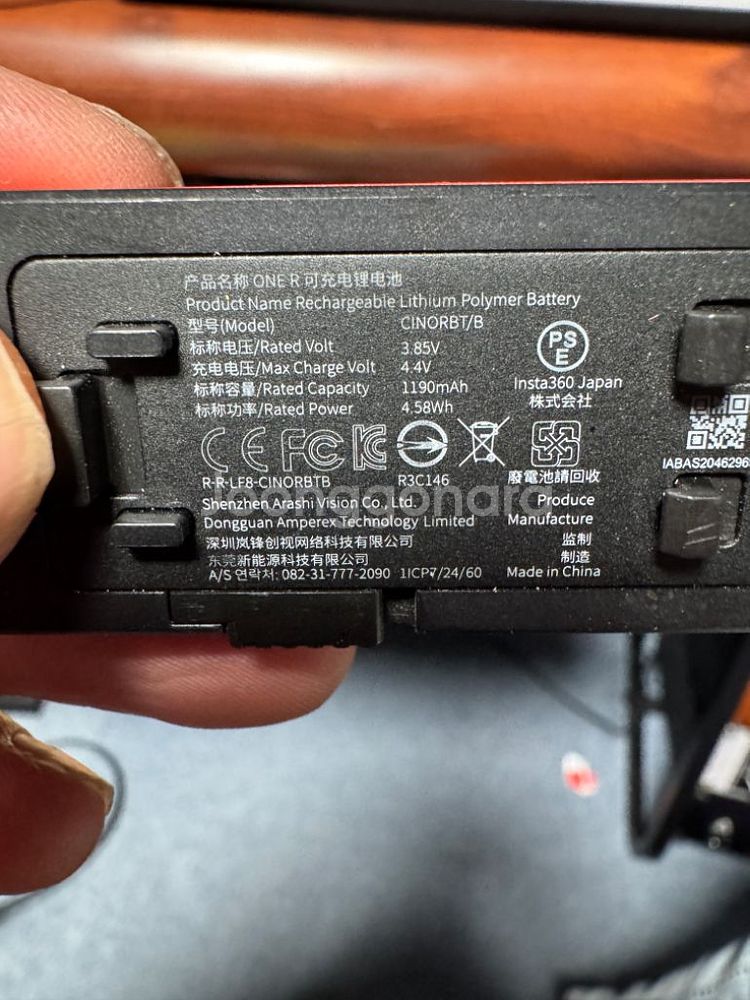 产品名称 ONE R 可充电锂电池
Product Name Rechargeable Lithium Polymer Battery
型号(Model) CINORBT/B
标称电压/Rated Volt 3.85V
充电电压/Max Charge Volt 4.4V
标称容量/Rated Capacity 1190mAh
标称功率/Rated Power 4.58Wh
PS
E
Insta360 Japan
株式会社
CE FC KC
R-R-LF8-CINORBTB R3C146 廢電池請回收
IABAS2046296
joonggonara
Shenzhen Arashi Vision Co., Ltd. Produce
Dongguan Amperex Technology Limited Manufacture
深圳岚锋创视网络科技有限公司 监制
东莞新能源科技有限公司 制造
A/S 연락처: 082-31-777-2090 1ICP7/24/60 Made in China